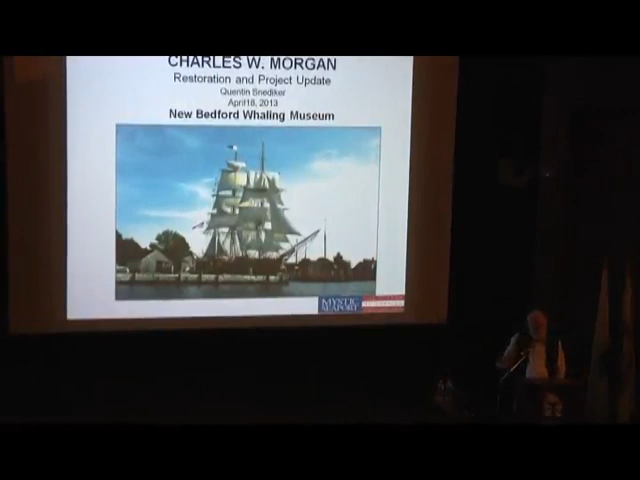 CHARLES W. MORGAN
Restoration and Project Update
Quentin Snediker
April18, 2013
New Bedford Whaling Museum
MYSTIC
SEAPORT